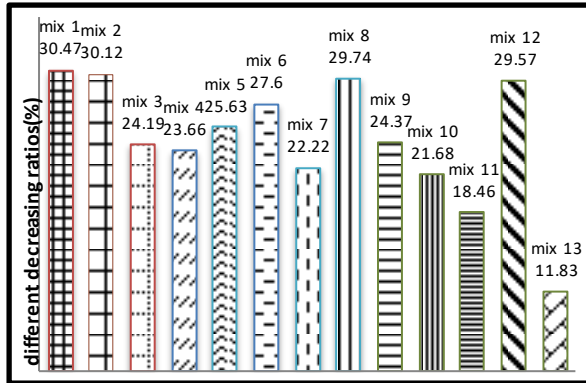 different decreasing ratios(%)
mix 1
30.47
mix 2
30.12
mix 3
24.19
mix 4
23.66
mix 5
25.63
mix 6
27.6
mix 7
22.22
mix 8
29.74
mix 9
24.37
mix 10
21.68
mix 11
18.46
mix 12
29.57
mix 13
11.83